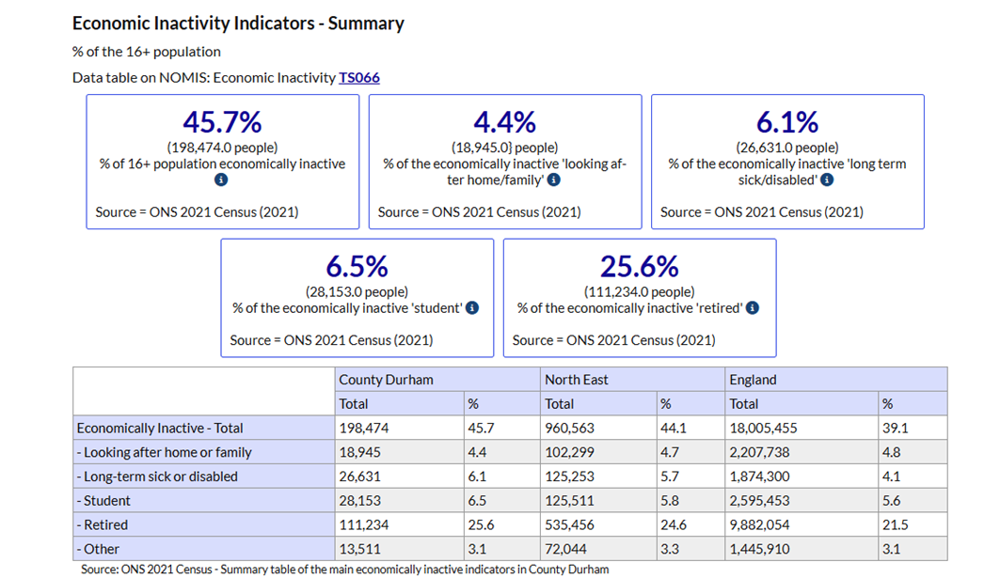 Economic Inactivity Indicators - Summary
% of the 16+ population
Data table on NOMIS: Economic Inactivity TS066
45.7%
(198,474.0 people)
% of 16+ population economically inactive
i
Source = ONS 2021 Census (2021)
4.4%
(18,945.0} people)
% of the economically inactive 'looking af-
ter home/family' i
Source = ONS 2021 Census (2021)
6.1%
(26,631.0 people)
% of the economically inactive 'long term
sick/disabled' i
Source = ONS 2021 Census (2021)
6.5%
(28,153.0 people)
% of the economically inactive 'student' i
Source = ONS 2021 Census (2021)
25.6%
(111,234.0 people)
% of the economically inactive 'retired' i
Source = ONS 2021 Census (2021)
County Durham North East England
Total % Total % Total %
Economically Inactive - Total 198,474 45.7 960,563 44.1 18,005,455 39.1
- Looking after home or family 18,945 4.4 102,299 4.7 2,207,738 4.8
- Long-term sick or disabled 26,631 6.1 125,253 5.7 1,874,300 4.1
- Student 28,153 6.5 125,511 5.8 2,595,453 5.6
- Retired 111,234 25.6 535,456 24.6 9,882,054 21.5
- Other 13,511 3.1 72,044 3.3 1,445,910 3.1
Source: ONS 2021 Census - Summary table of the main economically inactive indicators in County Durham